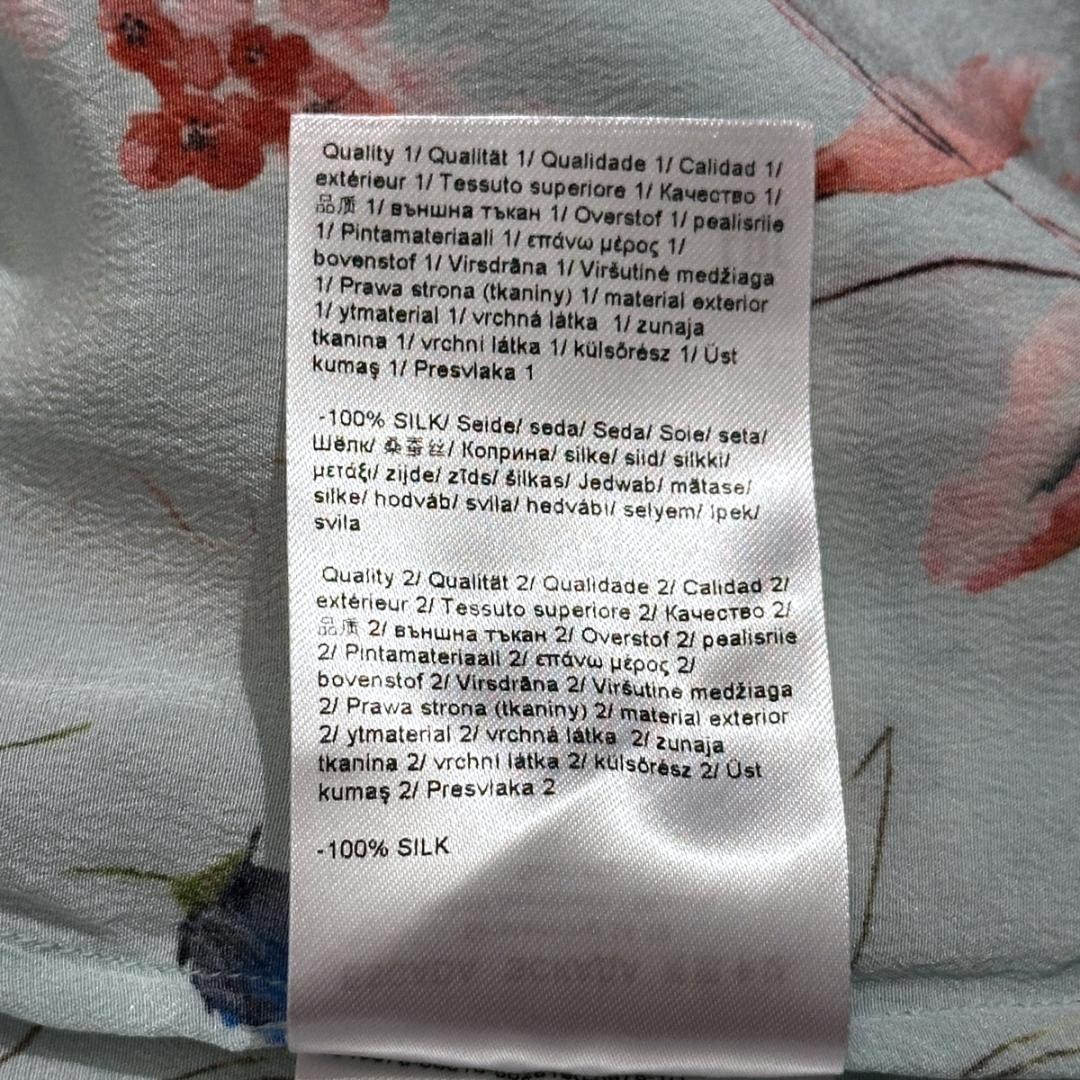 Quality 1/ Qualität 1/ Qualidade 1/ Calidad 1/
extérieur 1/ Tessuto superiore 1/ Качество 1/
品质 1/ външна тъкан 1/ Overstof 1/ pealisriie
1/ Pintamateriaali 1/ επάνω μέρος 1/
bovenstof 1/ Virsdrāna 1/ Viršutinė medžiaga
1/ Prawa strona (tkaniny) 1/ material exterior
1/ ytmaterial 1/ vrchná látka 1/ zunaja
tkanina 1/ vrchní látka 1/ külsőrész 1/ Üst
kumaş 1/ Presvlaka 1
-100% SILK/ Seide/ seda/ Seda/ Soie/ seta/
Шёлк/ 桑蚕丝/ Коприна/ silke/ siid/ silkki/
μετάξι/ zijde/ zīds/ šilkas/ Jedwab/ mătase/
silke/ hodváb/ svila/ hedvábí/ selyem/ ipek/
svila
Quality 2/ Qualität 2/ Qualidade 2/ Calidad 2/
extérieur 2/ Tessuto superiore 2/ Качество 2/
品质 2/ външна тъкан 2/ Overstof 2/ pealisriie
2/ Pintamateriaali 2/ επάνω μέρος 2/
bovenstof 2/ Virsdrāna 2/ Viršutinė medžiaga
2/ Prawa strona (tkaniny) 2/ material exterior
2/ ytmaterial 2/ vrchná látka 2/ zunaja
tkanina 2/ vrchní látka 2/ külsőrész 2/ Üst
kumaş 2/ Presvlaka 2
-100% SILK